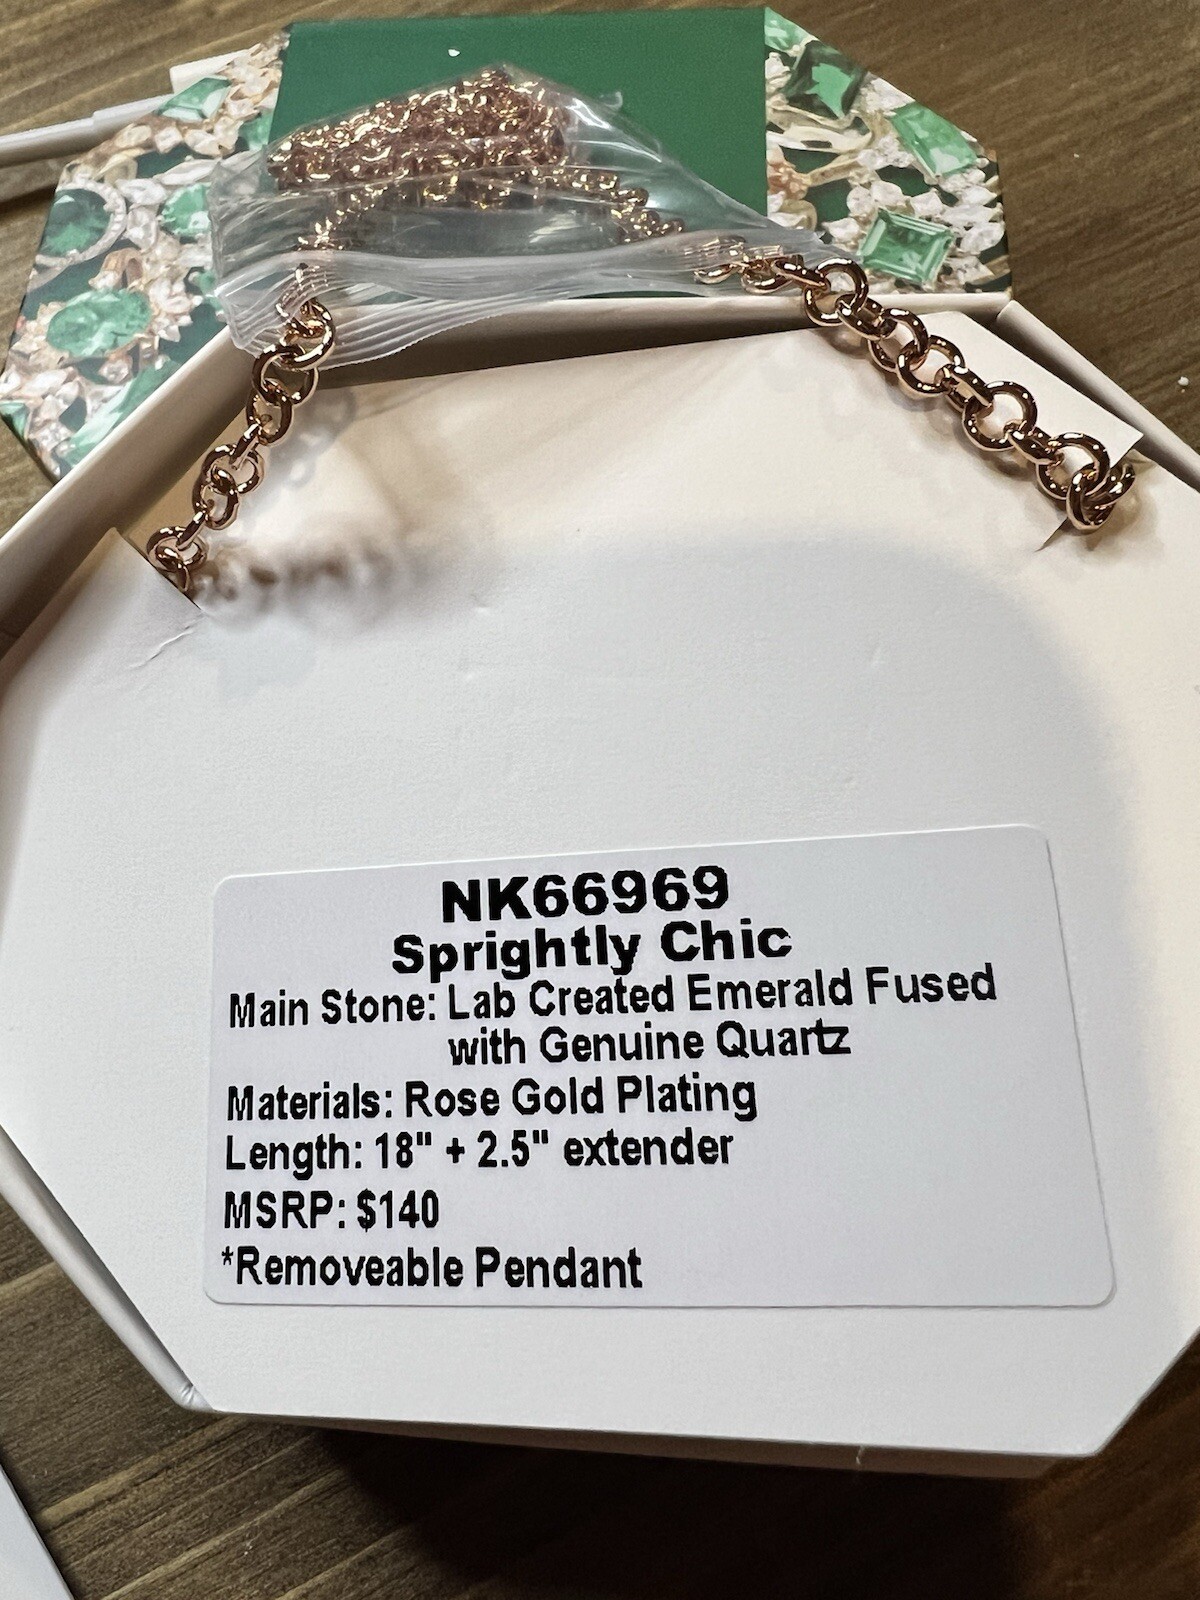 NK66969
Sprightly Chic
Main Stone: Lab Created Emerald Fused
with Genuine Quartz
Materials: Rose Gold Plating
Length: 18" + 2.5" extender
MSRP: $140
*Removeable Pendant